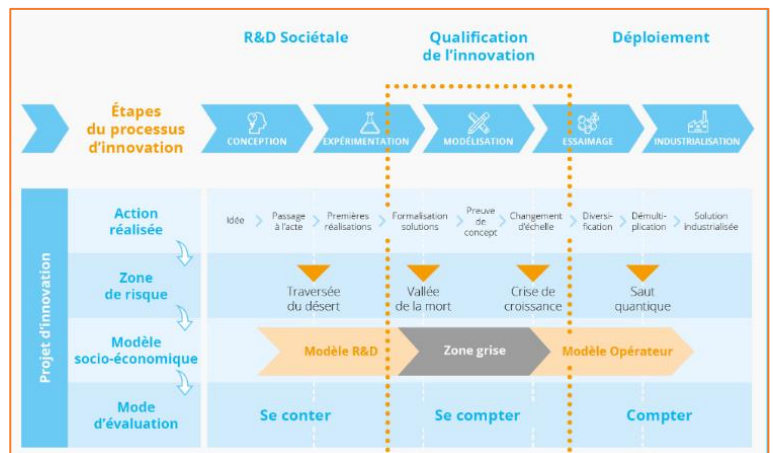 R&D Sociétale
Qualification
de l'innovation
Déploiement
Étapes
du processus
d'innovation
CONCEPTION
EXPÉRIMENTATION
MODÉLISATION
ESSAIMAGE
INDUSTRIALISATION
Projet d'innovation
Action
réalisée
Idée
Passage
à l'acte
Premières
réalisations
Formalisation
solutions
Preuve
de
concept
Changement
d'échelle
Diversi-
fication
Démulti-
plication
Solution
industrialisée
Zone
de risque
Traversée
du désert
Vallée
de la mort
Crise de
croissance
Saut
quantique
Modèle
socio-économique
Modèle R&D
Zone grise
Modèle Opérateur
Mode
d'évaluation
Se conter
Se compter
Compter